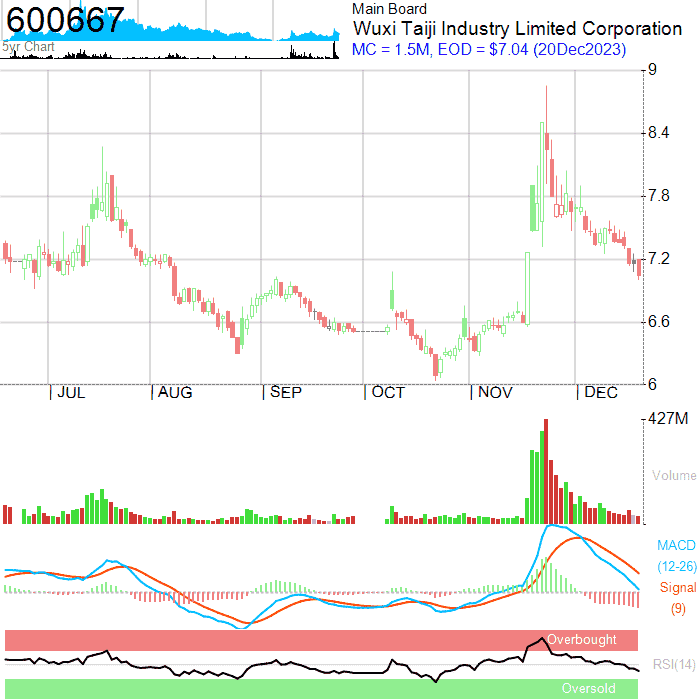 600667
5yr Chart
Main Board
Wuxi Taiji Industry Limited Corporation
MC = 1.5M, EOD = $7.04 (20Dec2023)
9
8.4
7.8
7.2
6.6
6
JUL
AUG
SEP
OCT
NOV
DEC
427M
Volume
MACD
(12-26)
Signal
(9)
Overbought
RSI(14)
Oversold